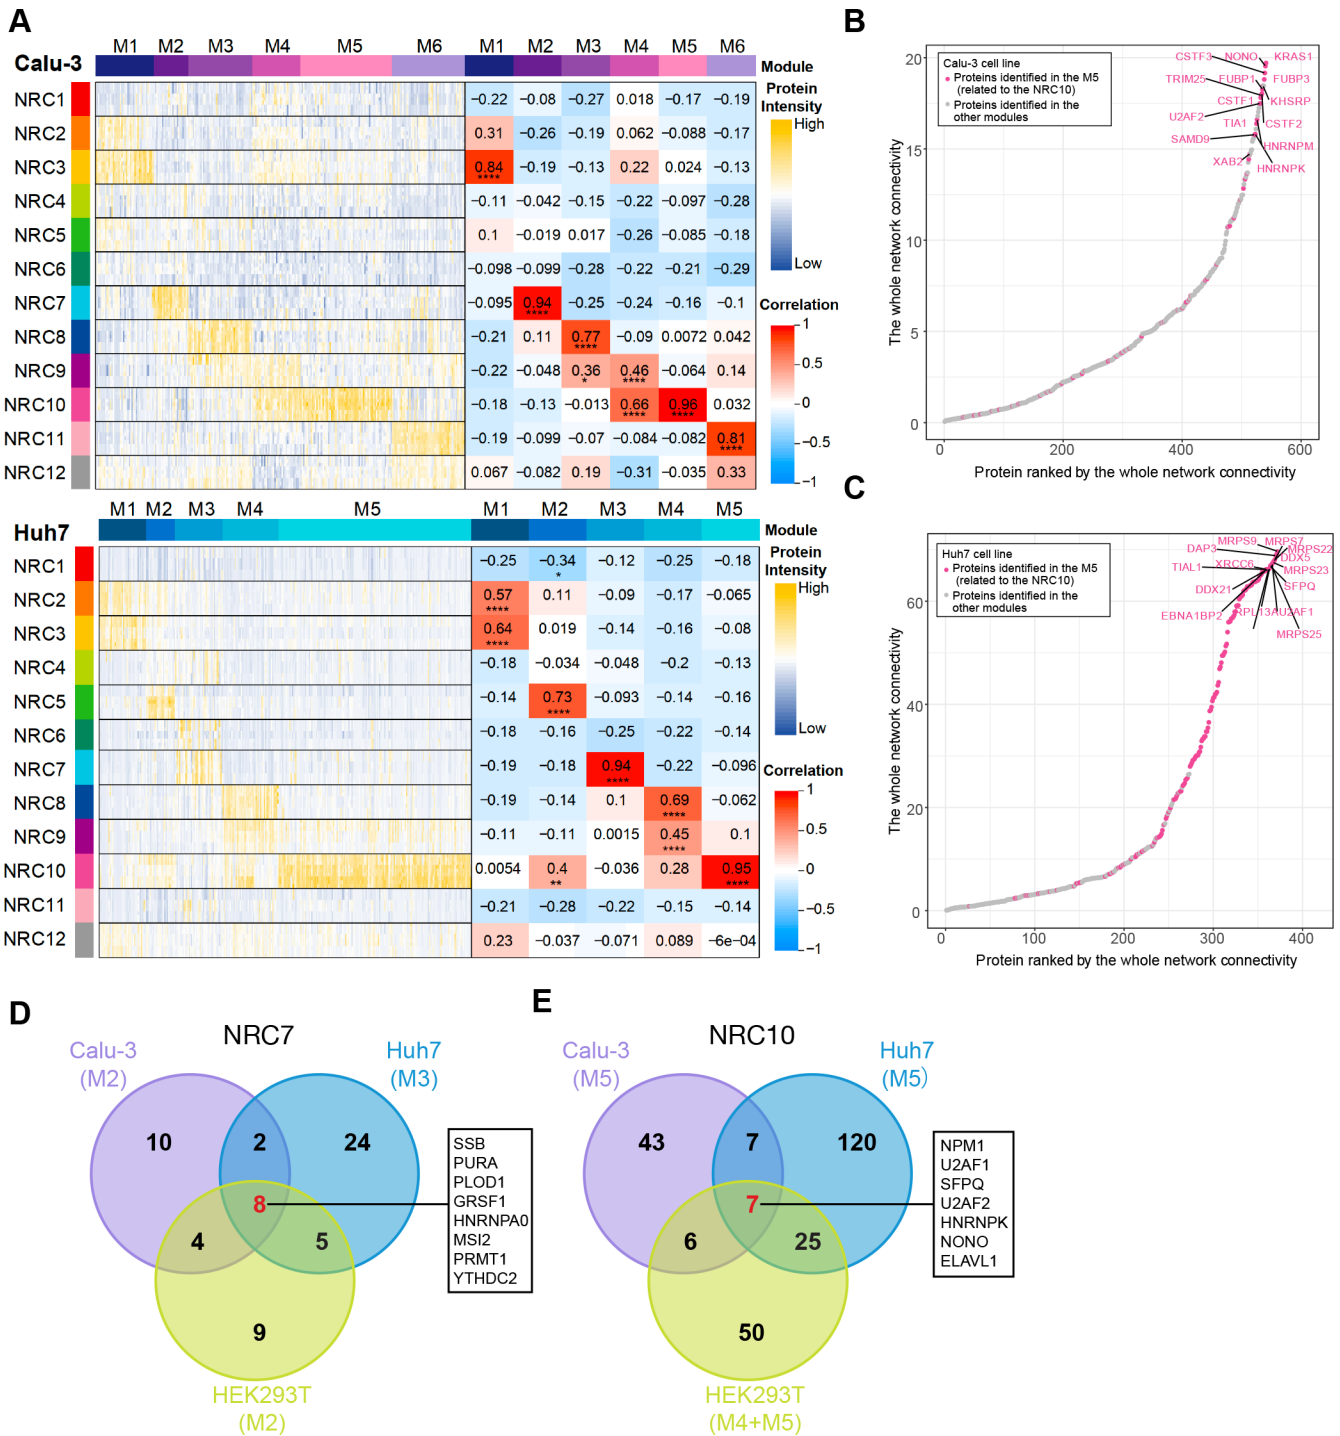 A
M1 M2 M3 M4 M5 M6 M1 M2 M3 M4 M5 M6
Calu-3 Module
NRC1 −0.22 −0.08 −0.27 0.018 −0.17 −0.19
NRC2 0.31 −0.26 −0.19 0.062 −0.088 −0.17
NRC3 0.84 −0.19 −0.13 0.22 0.024 −0.13
****
NRC4 −0.11 −0.042 −0.15 −0.22 −0.097 −0.28
NRC5 0.1 −0.019 0.017 −0.26 −0.085 −0.18
NRC6 −0.098 −0.099 −0.28 −0.22 −0.21 −0.29
NRC7 −0.095 0.94 −0.25 −0.24 −0.16 −0.1
****
NRC8 −0.21 0.11 0.77 −0.09 0.0072 0.042
****
NRC9 −0.22 −0.048 0.36 0.46 −0.064 0.14
* ****
NRC10 −0.18 −0.13 −0.013 0.66 0.96 0.032
**** ****
NRC11 −0.19 −0.099 −0.07 −0.084 −0.082 0.81
****
NRC12 0.067 −0.082 0.19 −0.31 −0.035 0.33
Protein
Intensity
High
Low
Correlation
1
0.5
0
−0.5
−1
M1 M2 M3 M4 M5 M1 M2 M3 M4 M5
Huh7 Module
NRC1 −0.25 −0.34 −0.12 −0.25 −0.18
*
NRC2 0.57 0.11 −0.09 −0.17 −0.065
****
NRC3 0.64 0.019 −0.14 −0.16 −0.08
****
NRC4 −0.18 −0.034 −0.048 −0.2 −0.13
NRC5 −0.14 0.73 −0.093 −0.14 −0.16
****
NRC6 −0.18 −0.16 −0.25 −0.22 −0.14
NRC7 −0.19 −0.18 0.94 −0.22 −0.096
****
NRC8 −0.19 −0.14 0.1 0.69 −0.062
****
NRC9 −0.11 −0.11 0.0015 0.45 0.1
****
NRC10 0.0054 0.4 −0.036 0.28 0.95
** ****
NRC11 −0.21 −0.28 −0.22 −0.15 −0.14
NRC12 0.23 −0.037 −0.071 0.089 −6e−04
Protein
Intensity
High
Low
Correlation
1
0.5
0
−0.5
−1
B
The whole network connectivity
20
15
10
5
0
0 200 400 600
Protein ranked by the whole network connectivity
Calu-3 cell line
Proteins identified in the M5
(related to the NRC10)
Proteins identified in the
other modules
CSTF3 NONO KRAS1
TRIM25 FUBP1 FUBP3
CSTF1 KHSRP
U2AF2
TIA1 CSTF2
SAMD9
HNRNPM
XAB2
HNRNPK
C
The whole network connectivity
60
40
20
0
0 100 200 300 400
Protein ranked by the whole network connectivity
Huh7 cell line
Proteins identified in the M5
(related to the NRC10)
Proteins identified in the
other modules
MRPS9 MRPS7
DAP3 MRPS22
DDX5
TIAL1 XRCC6
MRPS23
DDX21 SFPQ
EBNA1BP2 RPL13A U2AF1
MRPS25
D
NRC7
Calu-3
(M2)
Huh7
(M3)
10 2 24
8
4 5
9
HEK293T
(M2)
SSB
PURA
PLOD1
GRSF1
HNRNPA0
MSI2
PRMT1
YTHDC2
E
NRC10
Calu-3
(M5)
Huh7
(M5)
43 7 120
7
6 25
50
HEK293T
(M4+M5)
NPM1
U2AF1
SFPQ
U2AF2
HNRNPK
NONO
ELAVL1